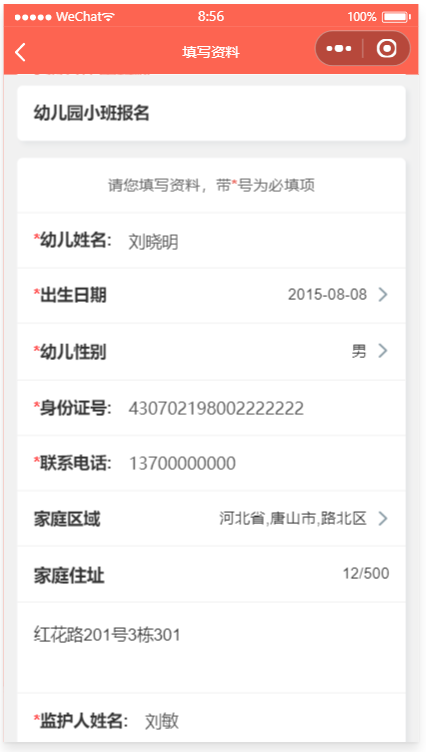 WeChat 8:56 100%
填写资料
幼儿园小班报名
请您填写资料，带*号为必填项
*幼儿姓名: 刘晓明
*出生日期 2015-08-08
*幼儿性别 男
*身份证号: 430702198002222222
*联系电话: 13700000000
家庭区域 河北省,唐山市,路北区
家庭住址 12/500
红花路201号3栋301
*监护人姓名: 刘敏